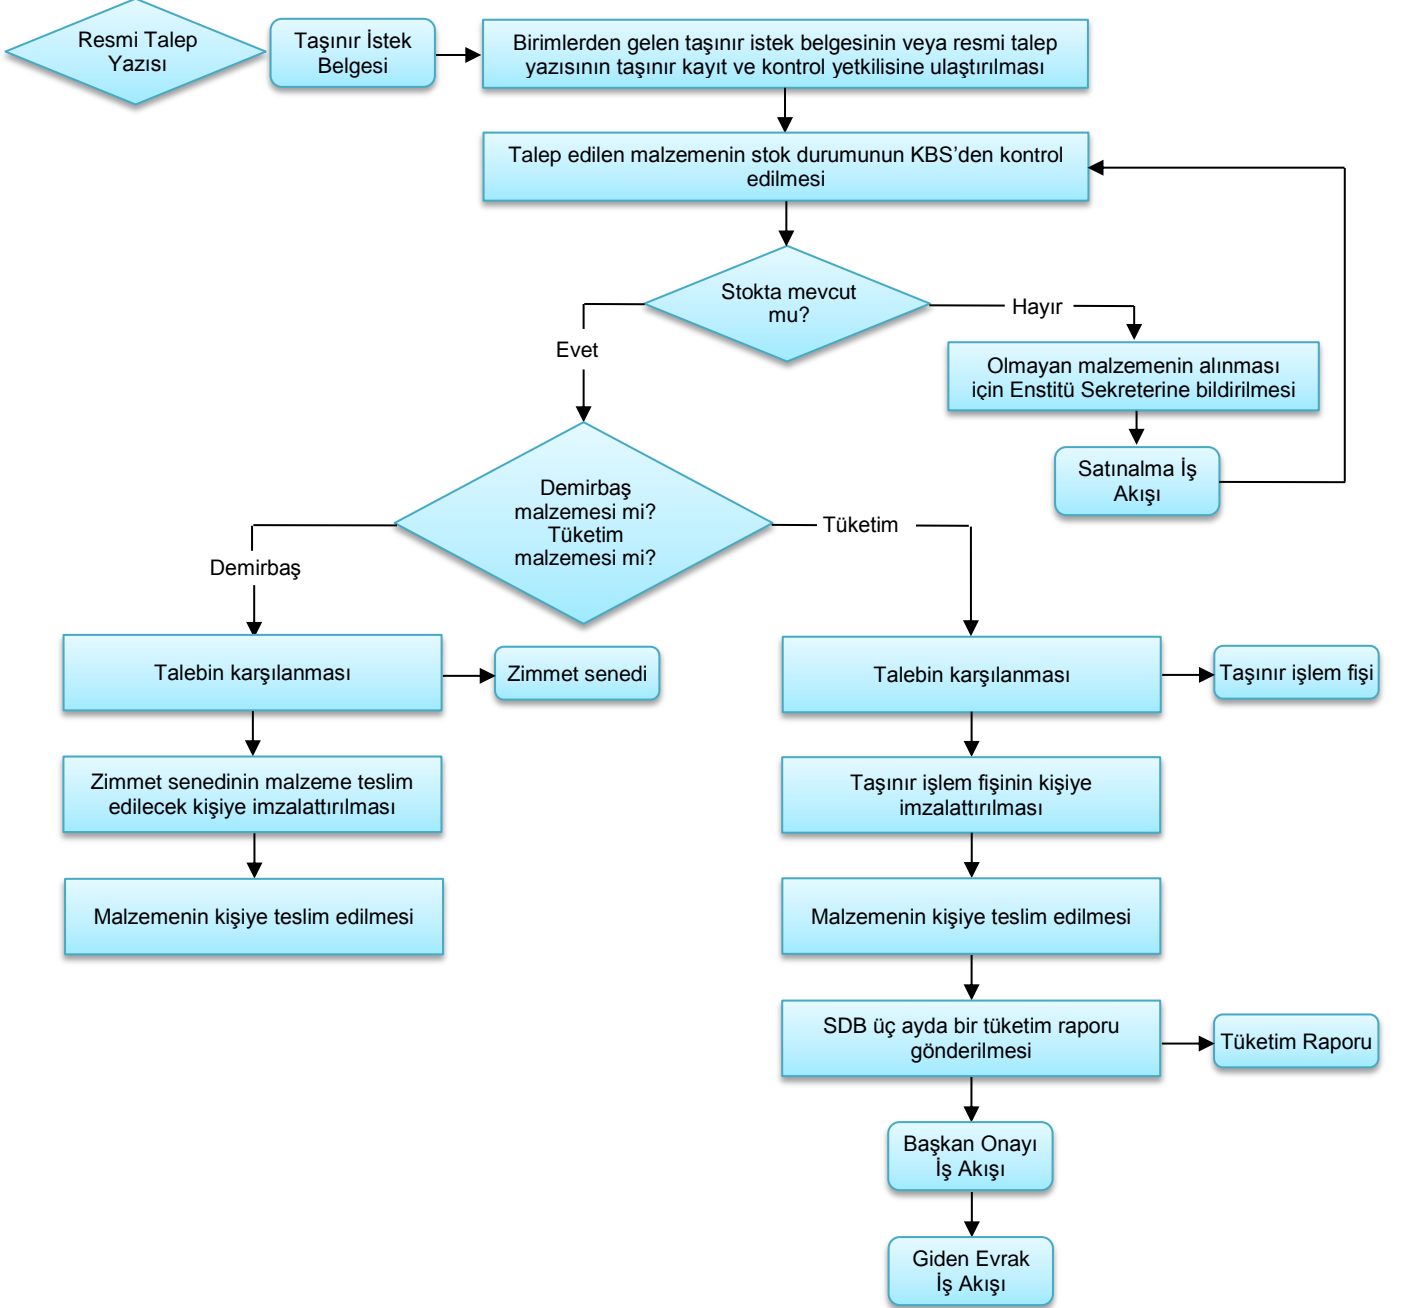 Resmi Talep
Yazısı
Taşınır İstek
Belgesi
Birimlerden gelen taşınır istek belgesinin veya resmi talep
yazısının taşınır kayıt ve kontrol yetkilisine ulaştırılması
Talep edilen malzemenin stok durumunun KBS’den kontrol
edilmesi
Stokta mevcut
mu?
Hayır
Evet
Olmayan malzemenin alınması
için Enstitü Sekreterine bildirilmesi
Satınalma İş
Akışı
Demirbaş
malzemesi mi?
Tüketim
malzemesi mi?
Tüketim
Demirbaş
Talebin karşılanması
Zimmet senedi
Talebin karşılanması
Taşınır işlem fişi
Zimmet senedinin malzeme teslim
edilecek kişiye imzalattırılması
Taşınır işlem fişinin kişiye
imzalattırılması
Malzemenin kişiye teslim edilmesi
Malzemenin kişiye teslim edilmesi
SDB üç ayda bir tüketim raporu
gönderilmesi
Tüketim Raporu
Başkan Onayı
İş Akışı
Giden Evrak
İş Akışı